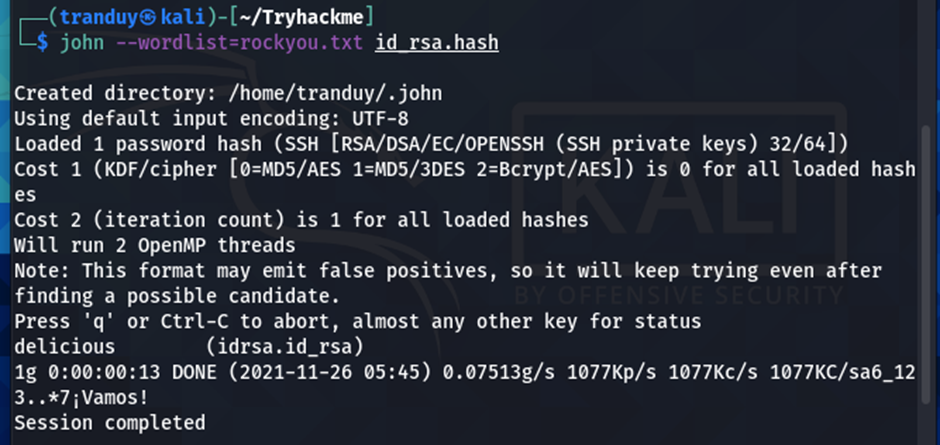 ┌──(tranduy㉿kali)-[~/Tryhackme]
└─$ john --wordlist=rockyou.txt id_rsa.hash
Created directory: /home/tranduy/.john
Using default input encoding: UTF-8
Loaded 1 password hash (SSH [RSA/DSA/EC/OPENSSH (SSH private keys) 32/64])
Cost 1 (KDF/cipher [0=MD5/AES 1=MD5/3DES 2=Bcrypt/AES]) is 0 for all loaded hash
es
Cost 2 (iteration count) is 1 for all loaded hashes
Will run 2 OpenMP threads
Note: This format may emit false positives, so it will keep trying even after
finding a possible candidate.
Press 'q' or Ctrl-C to abort, almost any other key for status
delicious        (idrsa.id_rsa)
1g 0:00:00:13 DONE (2021-11-26 05:45) 0.07513g/s 1077Kp/s 1077Kc/s 1077KC/sa6_12
3..*7¡Vamos!
Session completed
KALI
BY OFFENSIVE SECURITY